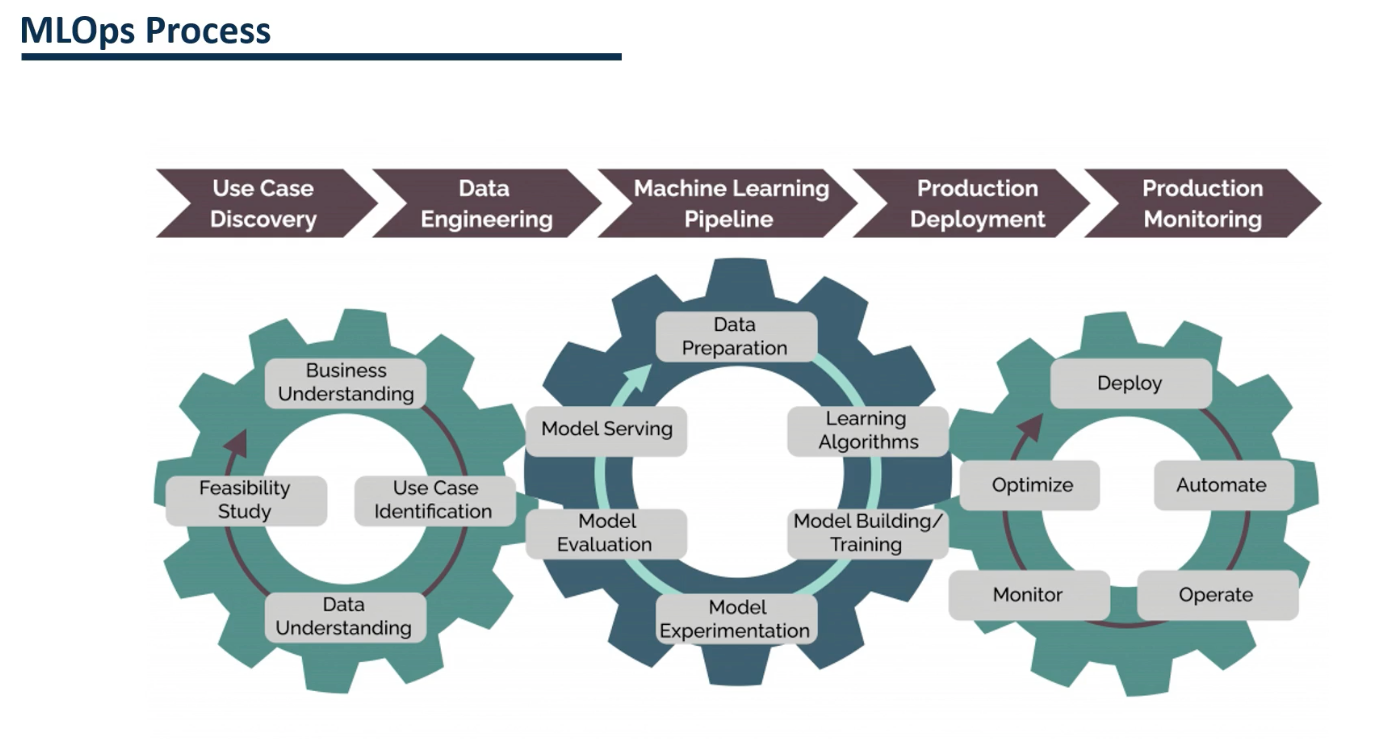 MLOps Process
Use Case
Discovery
Data
Engineering
Machine Learning
Pipeline
Production
Deployment
Production
Monitoring
Business
Understanding
Use Case
Identification
Data
Understanding
Feasibility
Study
Data
Preparation
Learning
Algorithms
Model Building/
Training
Model
Experimentation
Model
Evaluation
Model Serving
Deploy
Automate
Operate
Monitor
Optimize